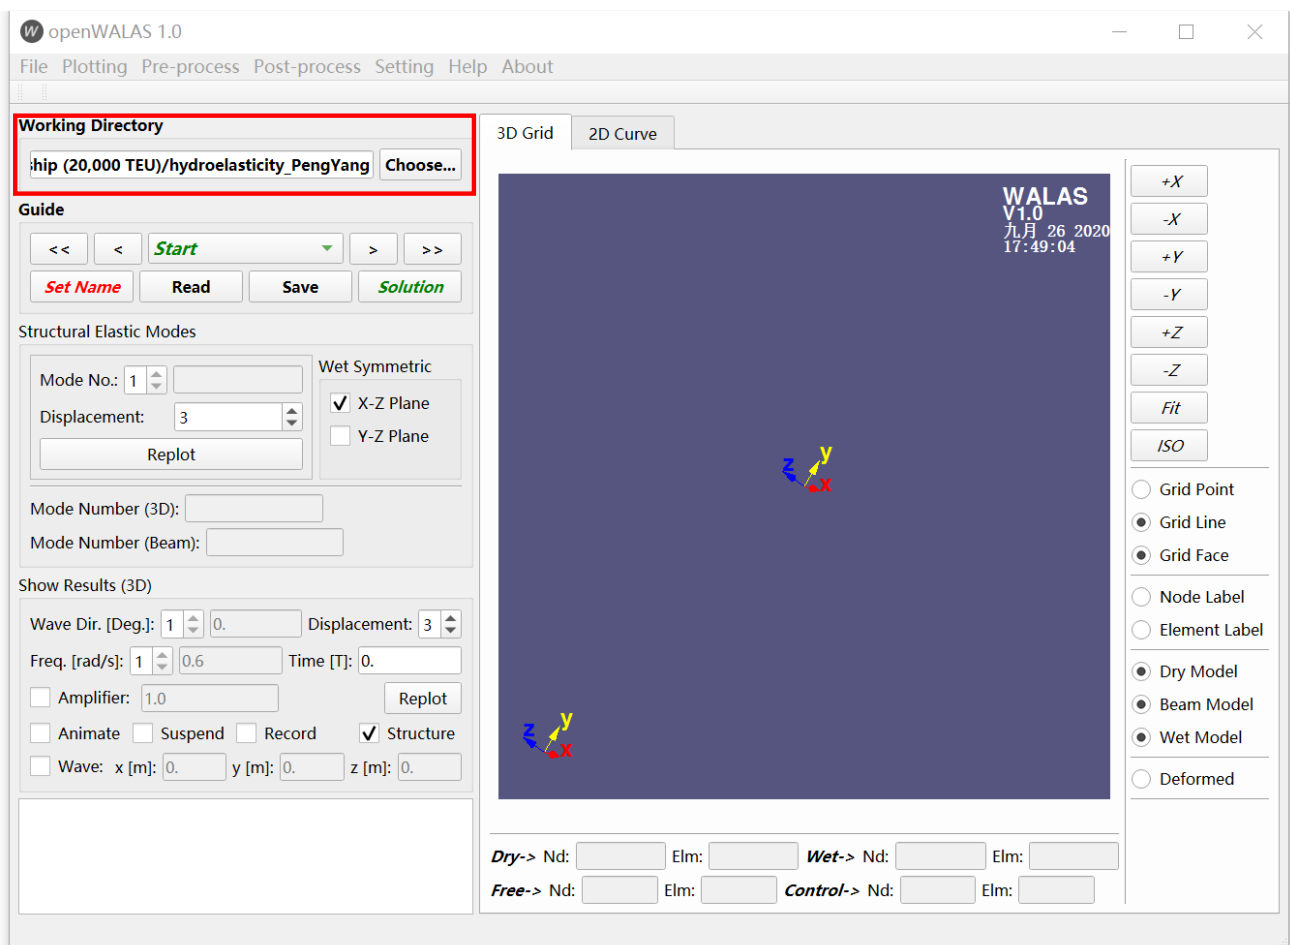 openWALAS 1.0
File Plotting Pre-process Post-process Setting Help About
Working Directory
ship (20,000 TEU)/hydroelasticity_PengYang Choose...
Guide
<< < Start > >>
Set Name Read Save Solution
Structural Elastic Modes
Mode No.: 1
Displacement: 3
Replot
Wet Symmetric
X-Z Plane
Y-Z Plane
Mode Number (3D):
Mode Number (Beam):
Show Results (3D)
Wave Dir. [Deg.]: 1 0. Displacement: 3
Freq. [rad/s]: 1 0.6 Time [T]: 0.
Amplifier: 1.0 Replot
Animate Suspend Record Structure
Wave: x [m]: 0. y [m]: 0. z [m]: 0.
3D Grid 2D Curve
WALAS
V1.0
九月 26 2020
17:49:04
z y x
z y x
Dry-> Nd: Elm: Wet-> Nd: Elm:
Free-> Nd: Elm: Control-> Nd: Elm:
+X
-X
+Y
-Y
+Z
-Z
Fit
ISO
Grid Point
Grid Line
Grid Face
Node Label
Element Label
Dry Model
Beam Model
Wet Model
Deformed